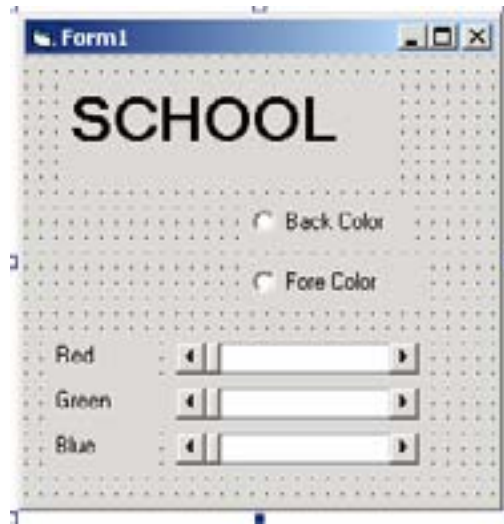 Form1
SCHOOL
Back Color
Fore Color
Red
Green
Blue